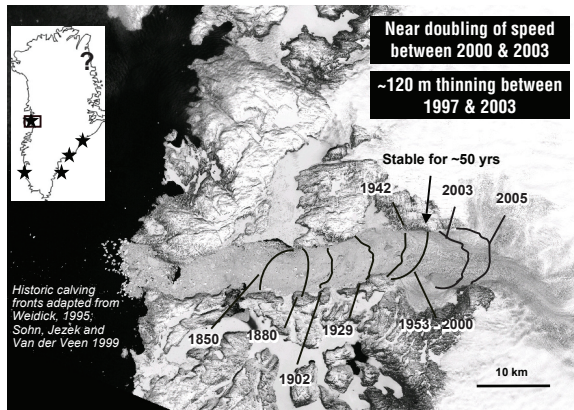 Near doubling of speed
between 2000 & 2003
~120 m thinning between
1997 & 2003
?
Stable for ~50 yrs
1942
2003
2005
Historic calving
fronts adapted from
Weidick, 1995;
Sohn, Jezek and
Van der Veen 1999
1850
1880
1902
1929
1953 - 2000
10 km